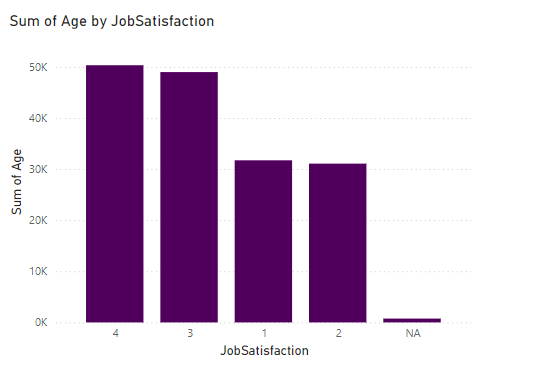 Sum of Age by JobSatisfaction
50K
40K
30K
20K
10K
0K
Sum of Age
4 3 1 2 NA
JobSatisfaction